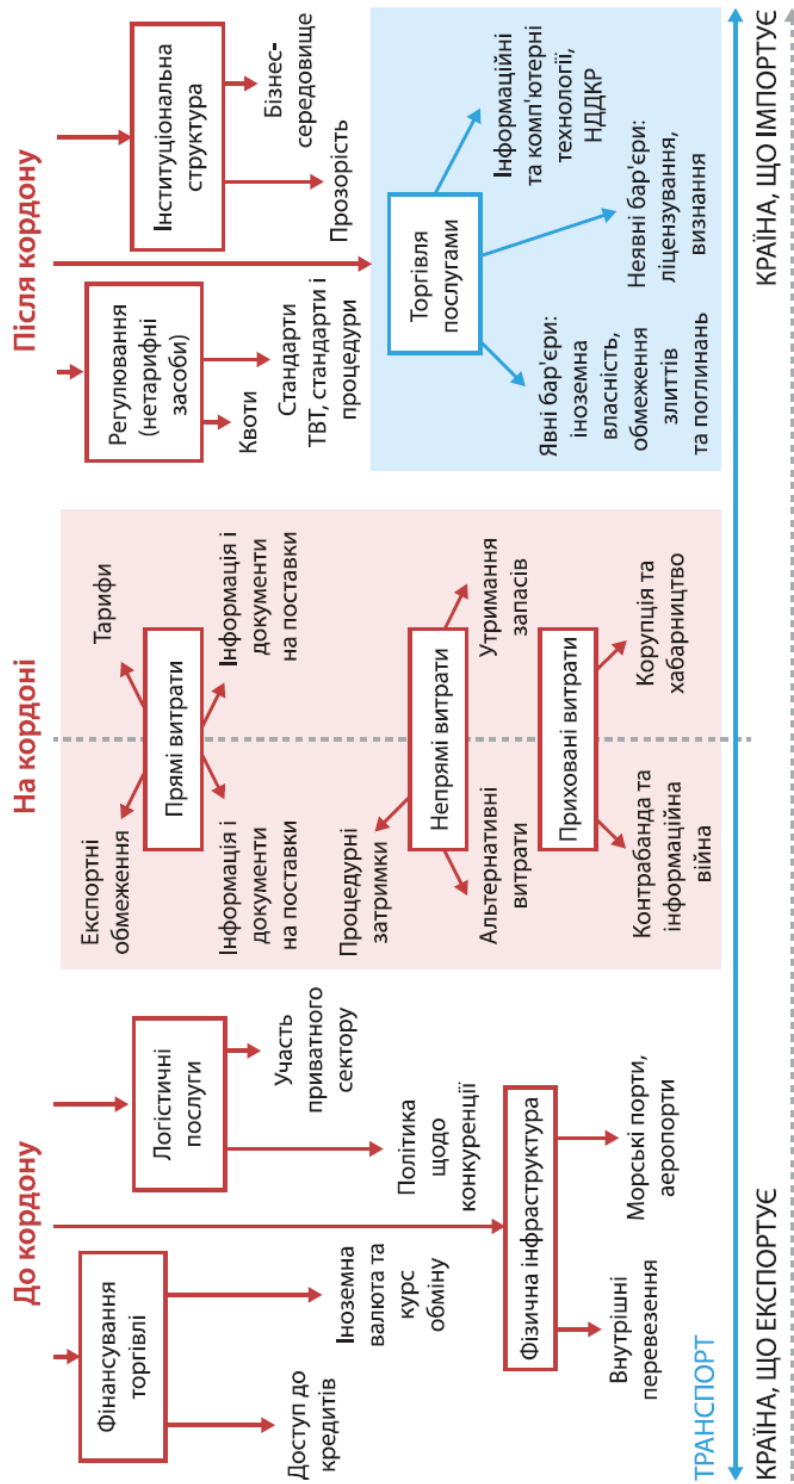 До кордону
Фінансування
торгівлі
Доступ до
кредитів
Іноземна
валюта та
курс
обміну
Логістичні
послуги
Політика
щодо
конкуренції
Участь
приватного
сектору
Фізична інфраструктура
Внутрішні
перевезення
Морські порти,
аеропорти
На кордоні
Експортні
обмеження
Тарифи
Прямі витрати
Інформація і
документи
на поставки
Інформація і
документи
на поставки
Процедурні
затримки
Непрямі витрати
Альтернативні
витрати
Утримання
запасів
Приховані витрати
Контрабанда та
інформаційна
війна
Корупція та
хабарництво
Після кордону
Регулювання
(нетарифні
засоби)
Квоти
Стандарти
ТВТ, стандарти і
процедури
Інституціональна
структура
Прозорість
Бізнес-
середовище
Торгівля
послугами
Явні бар'єри:
іноземна
власність,
обмеження
злиттів
та поглинань
Неявні бар'єри:
ліцензування,
визнання
Інформаційні
та комп'ютерні
технології,
НДДКР
ТРАНСПОРТ
КРАЇНА, ЩО ЕКСПОРТУЄ
КРАЇНА, ЩО ІМПОРТУЄ